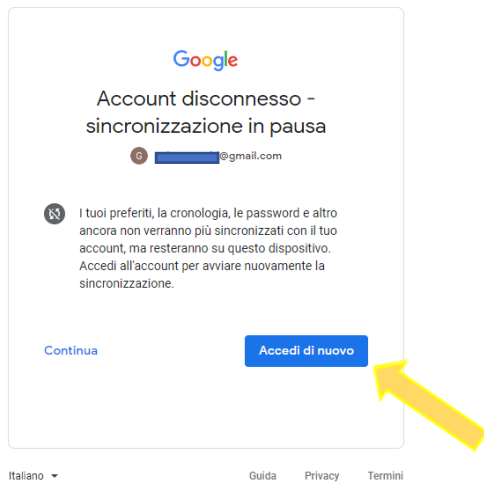 Google
Account disconnesso -
sincronizzazione in pausa
G @gmail.com
I tuoi preferiti, la cronologia, le password e altro
ancora non verranno più sincronizzati con il tuo
account, ma resteranno su questo dispositivo.
Accedi all'account per avviare nuovamente la
sincronizzazione.
Continua Accedi di nuovo
Italiano Guida Privacy Termini